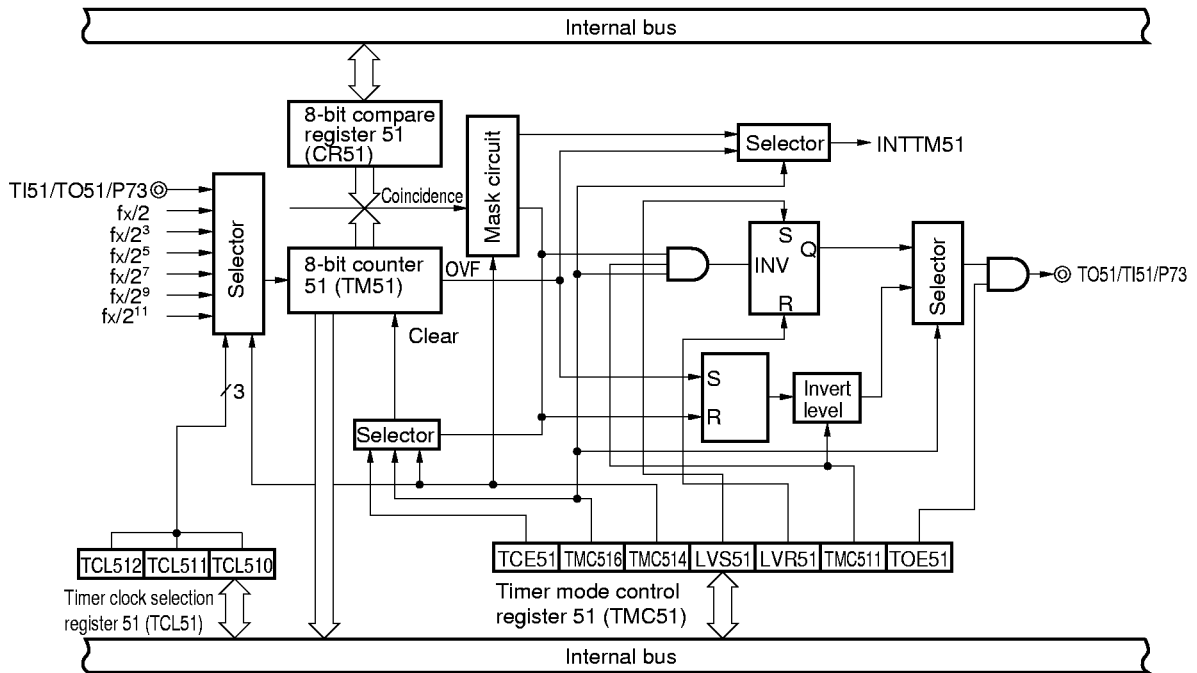 Internal bus
8-bit compare
register 51
(CR51)
Mask circuit
Selector
INTTM51
TI51/TO51/P73
Coincidence
fx/2
fx/2³
fx/2⁵
fx/2⁷
fx/2⁹
fx/2¹¹
Selector
8-bit counter
51 (TM51)
OVF
Clear
S
Q
INV
R
Selector
TO51/TI51/P73
3
Selector
S
R
Invert
level
TCL512 TCL511 TCL510
Timer clock selection
register 51 (TCL51)
TCE51 TMC516 TMC514 LVS51 LVR51 TMC511 TOE51
Timer mode control
register 51 (TMC51)
Internal bus